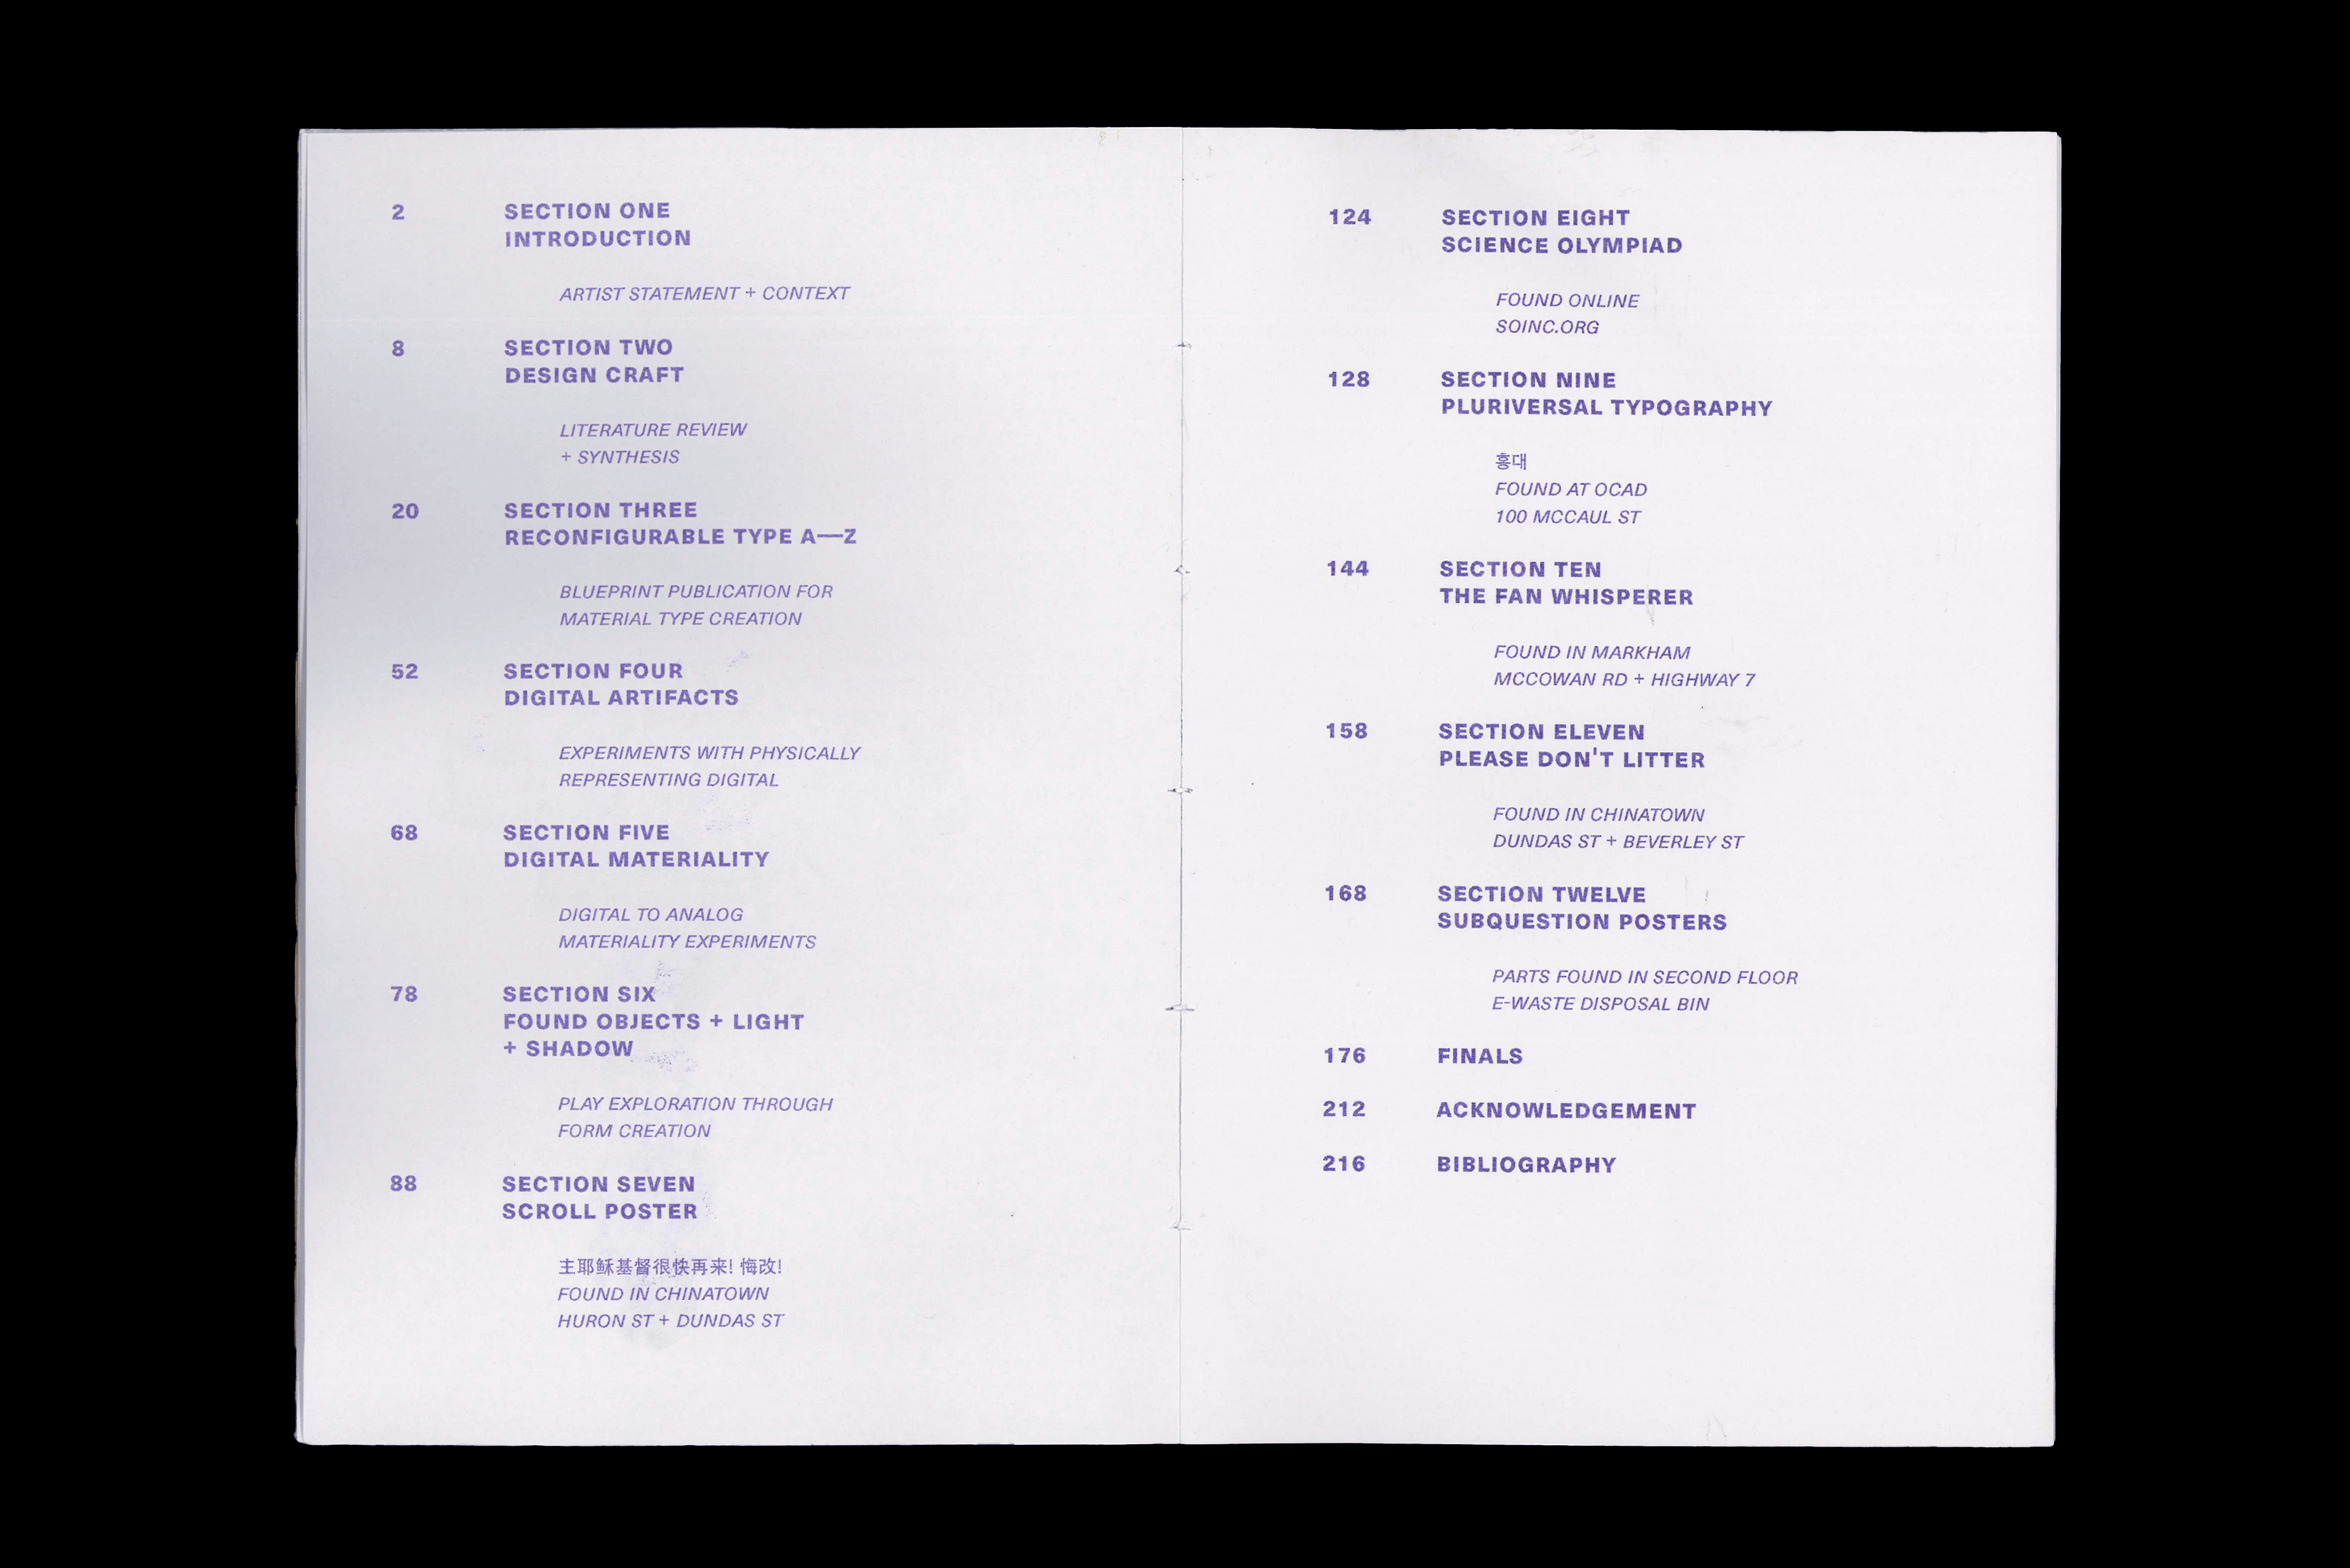 2 SECTION ONE
INTRODUCTION
ARTIST STATEMENT + CONTEXT
8 SECTION TWO
DESIGN CRAFT
LITERATURE REVIEW
+ SYNTHESIS
20 SECTION THREE
RECONFIGURABLE TYPE A—Z
BLUEPRINT PUBLICATION FOR
MATERIAL TYPE CREATION
52 SECTION FOUR
DIGITAL ARTIFACTS
EXPERIMENTS WITH PHYSICALLY
REPRESENTING DIGITAL
68 SECTION FIVE
DIGITAL MATERIALITY
DIGITAL TO ANALOG
MATERIALITY EXPERIMENTS
78 SECTION SIX
FOUND OBJECTS + LIGHT
+ SHADOW
PLAY EXPLORATION THROUGH
FORM CREATION
88 SECTION SEVEN
SCROLL POSTER
主耶稣基督很快再来! 悔改!
FOUND IN CHINATOWN
HURON ST + DUNDAS ST
124 SECTION EIGHT
SCIENCE OLYMPIAD
FOUND ONLINE
SOINC.ORG
128 SECTION NINE
PLURIVERSAL TYPOGRAPHY
홍대
FOUND AT OCAD
100 MCCAUL ST
144 SECTION TEN
THE FAN WHISPERER
FOUND IN MARKHAM
MCCOWAN RD + HIGHWAY 7
158 SECTION ELEVEN
PLEASE DON'T LITTER
FOUND IN CHINATOWN
DUNDAS ST + BEVERLEY ST
168 SECTION TWELVE
SUBQUESTION POSTERS
PARTS FOUND IN SECOND FLOOR
E-WASTE DISPOSAL BIN
176 FINALS
212 ACKNOWLEDGEMENT
216 BIBLIOGRAPHY